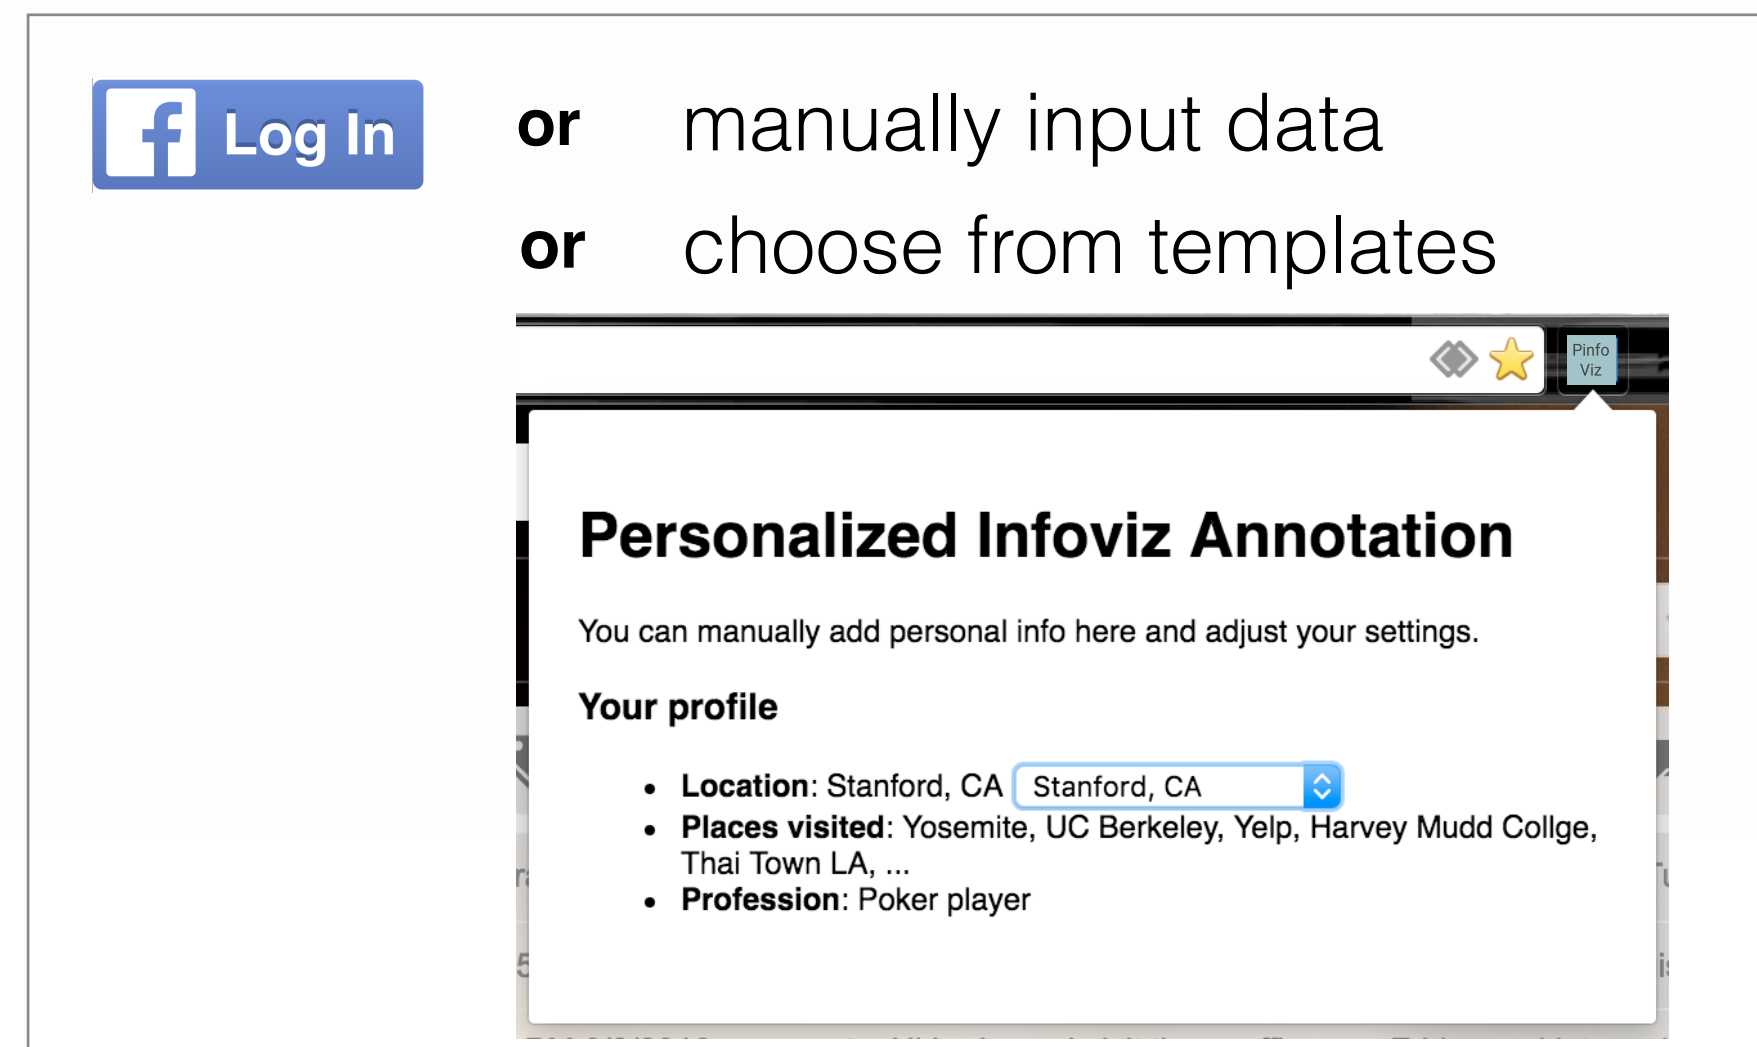 f Log In or manually input data
or choose from templates
Pinfo
Viz
Personalized Infoviz Annotation
You can manually add personal info here and adjust your settings.
Your profile
• Location: Stanford, CA Stanford, CA
• Places visited: Yosemite, UC Berkeley, Yelp, Harvey Mudd Collge,
Thai Town LA, ...
• Profession: Poker player